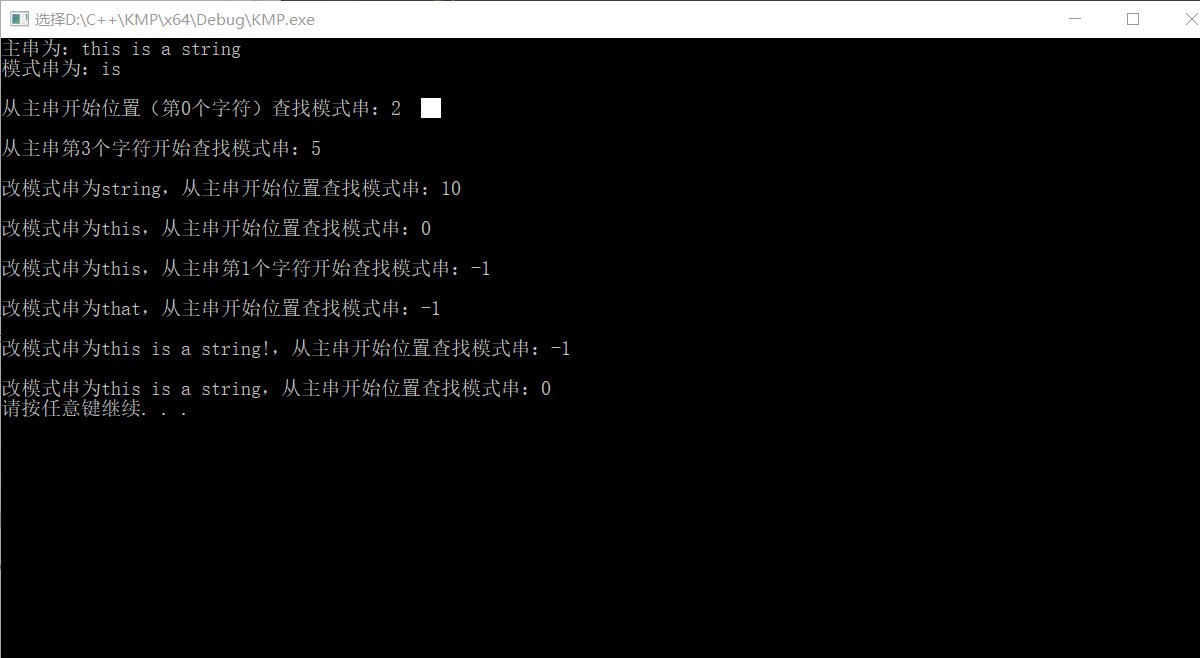 选择D:\C++\KMP\x64\Debug\KMP.exe
主串为：this is a string
模式串为：is
从主串开始位置（第0个字符）查找模式串：2
从主串第3个字符开始查找模式串：5
改模式串为string，从主串开始位置查找模式串：10
改模式串为this，从主串开始位置查找模式串：0
改模式串为this，从主串第1个字符开始查找模式串：-1
改模式串为that，从主串开始位置查找模式串：-1
改模式串为this is a string!，从主串开始位置查找模式串：-1
改模式串为this is a string，从主串开始位置查找模式串：0
请按任意键继续. . .